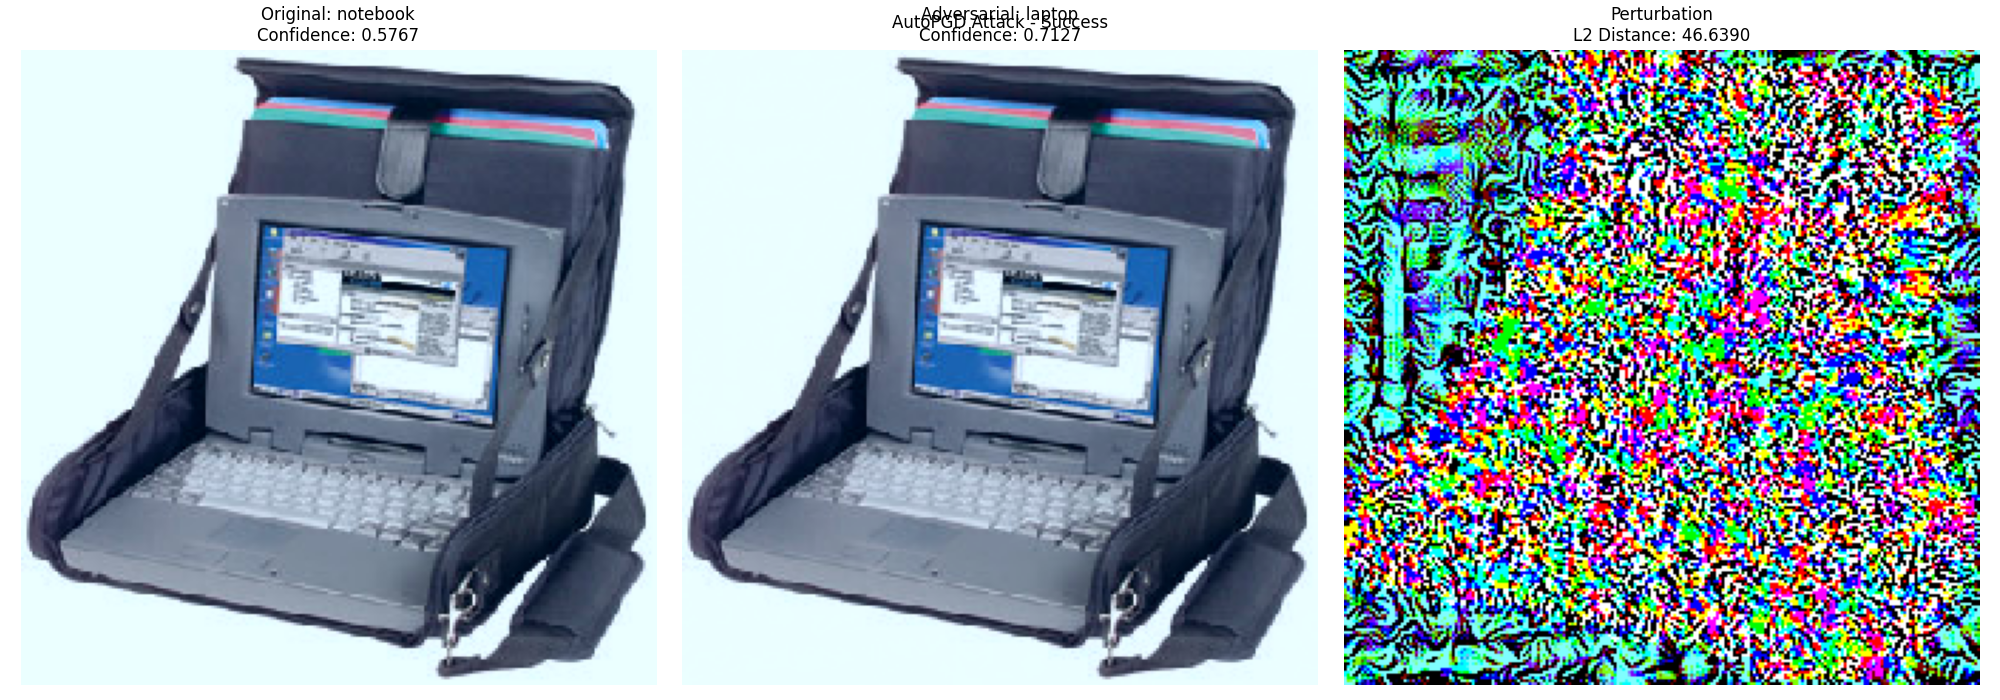 Original: notebook
Confidence: 0.5767
Adversarial: laptop
AutoPGD Attack - Success
Confidence: 0.7127
Perturbation
L2 Distance: 46.6390